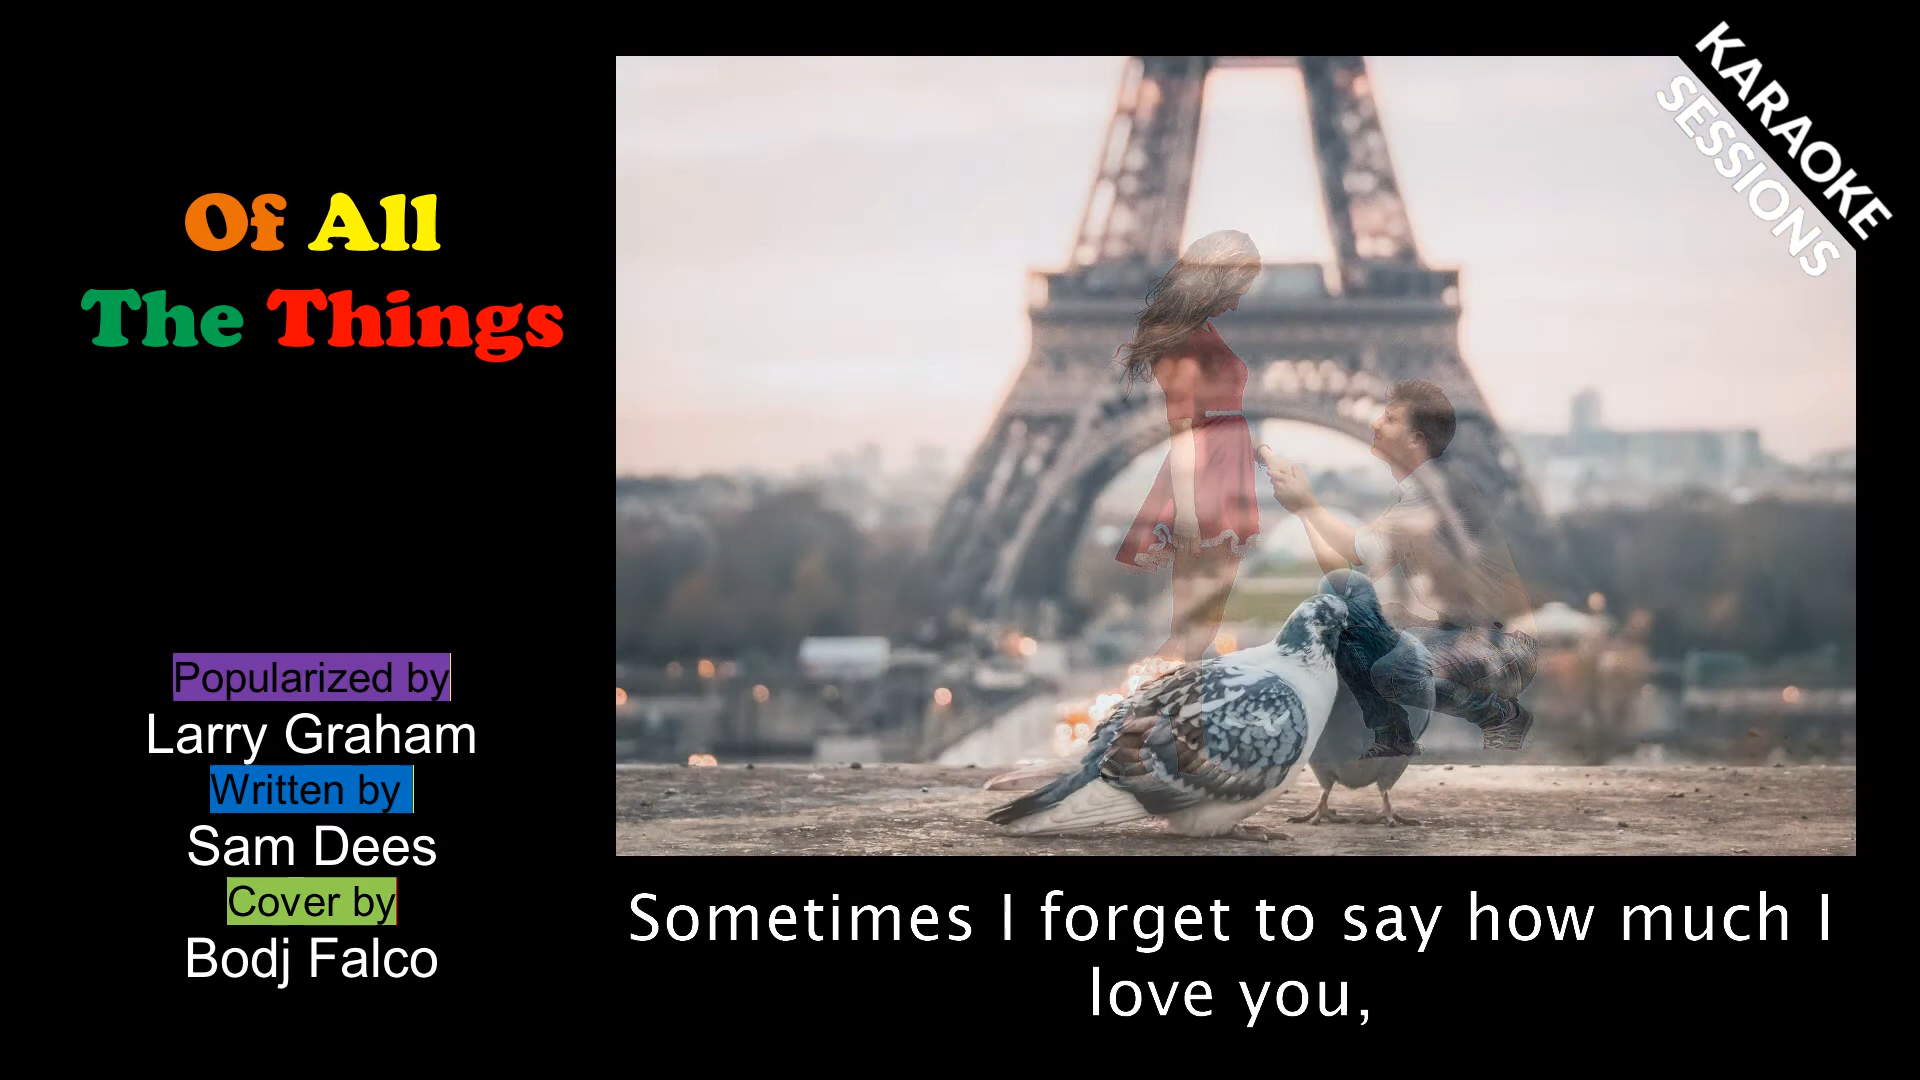 Of All
The Things
Popularized by
Larry Graham
Written by
Sam Dees
Cover by
Bodj Falco
KARAOKE
SESSIONS
Sometimes I forget to say how much I
love you,